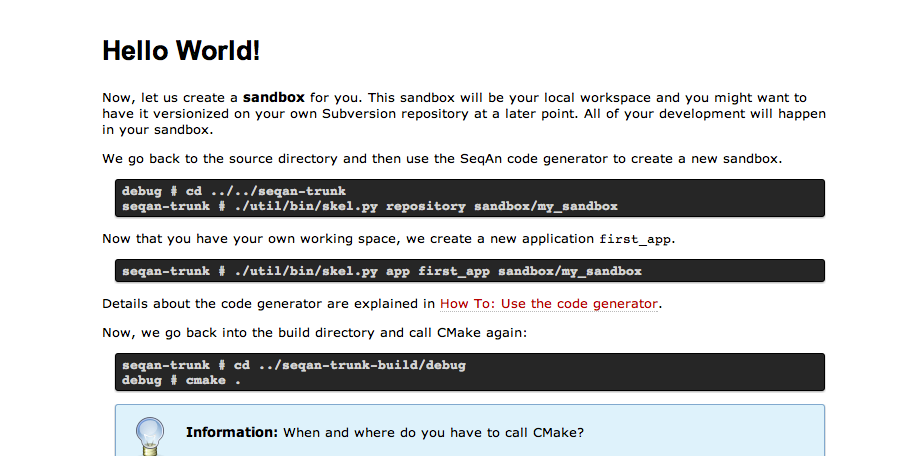 Hello World!
Now, let us create a sandbox for you. This sandbox will be your local workspace and you might want to
have it versionized on your own Subversion repository at a later point. All of your development will happen
in your sandbox.
We go back to the source directory and then use the SeqAn code generator to create a new sandbox.
debug # cd ../../seqan-trunk
seqan-trunk # ./util/bin/skel.py repository sandbox/my_sandbox
Now that you have your own working space, we create a new application first_app.
seqan-trunk # ./util/bin/skel.py app first_app sandbox/my_sandbox
Details about the code generator are explained in How To: Use the code generator.
Now, we go back into the build directory and call CMake again:
seqan-trunk # cd ../seqan-trunk-build/debug
debug # cmake .
Information: When and where do you have to call CMake?